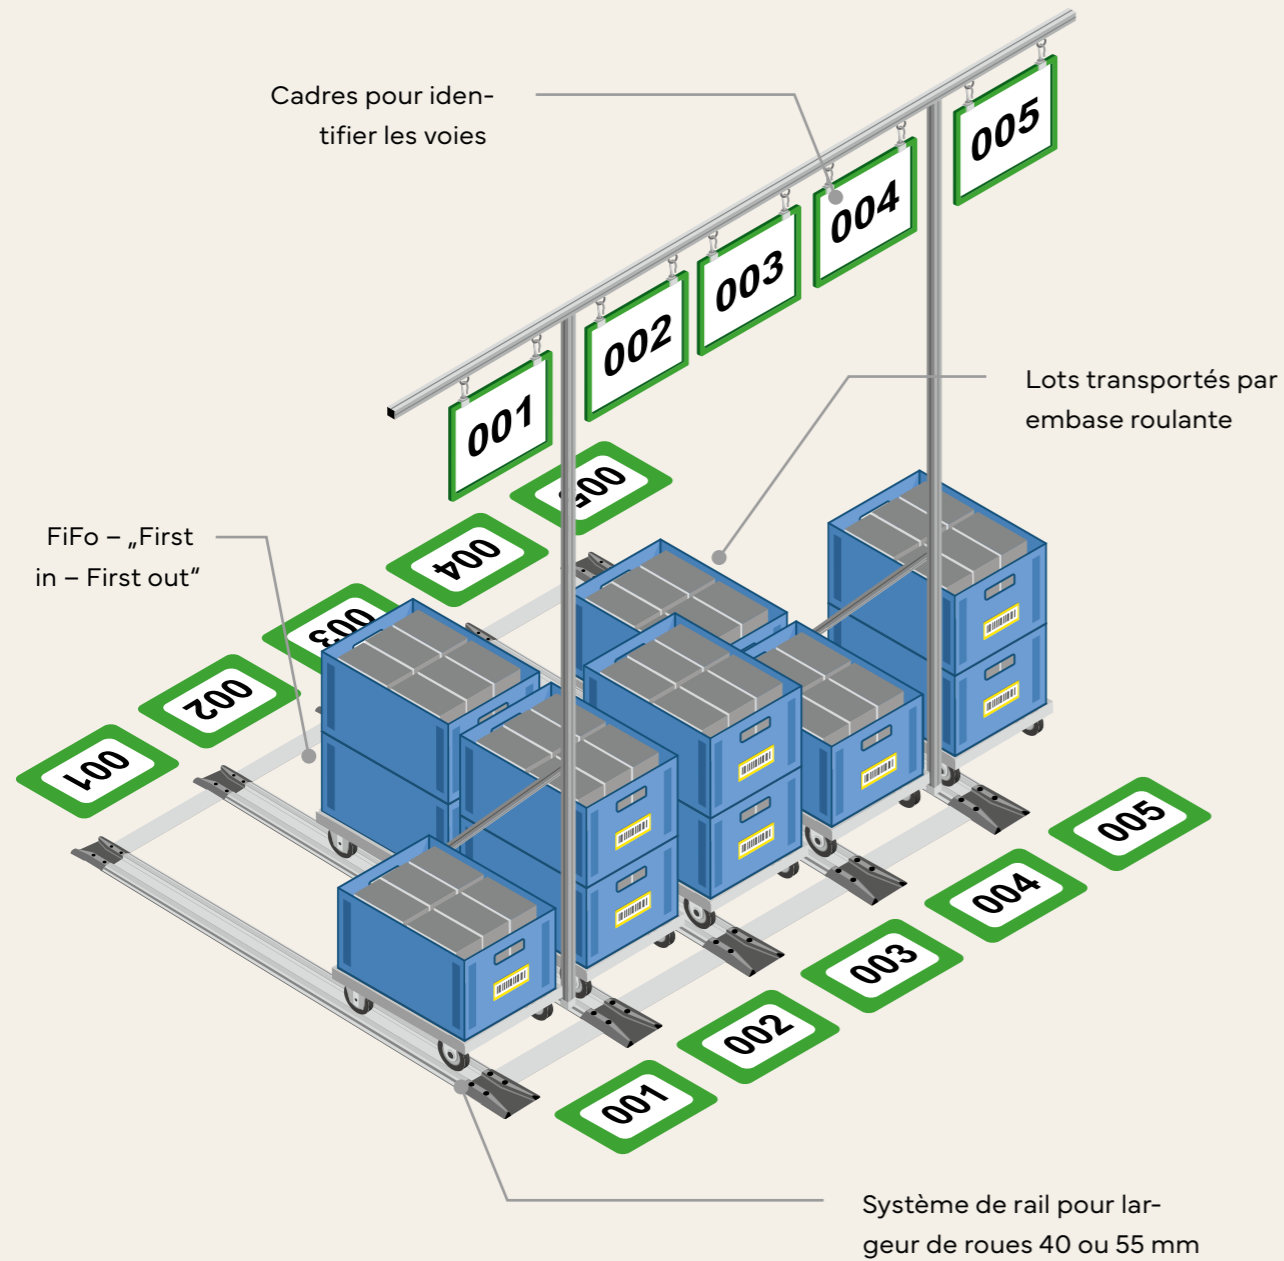 Cadres pour iden-
tifier les voies
005
004
003
002
001
Lots transportés par
embase roulante
FiFo – „First
in – First out“
005
004
003
002
001
005
004
003
002
001
Système de rail pour lar-
geur de roues 40 ou 55 mm